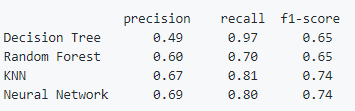 precision recall f1-score
Decision Tree 0.49 0.97 0.65
Random Forest 0.60 0.70 0.65
KNN 0.67 0.81 0.74
Neural Network 0.69 0.80 0.74